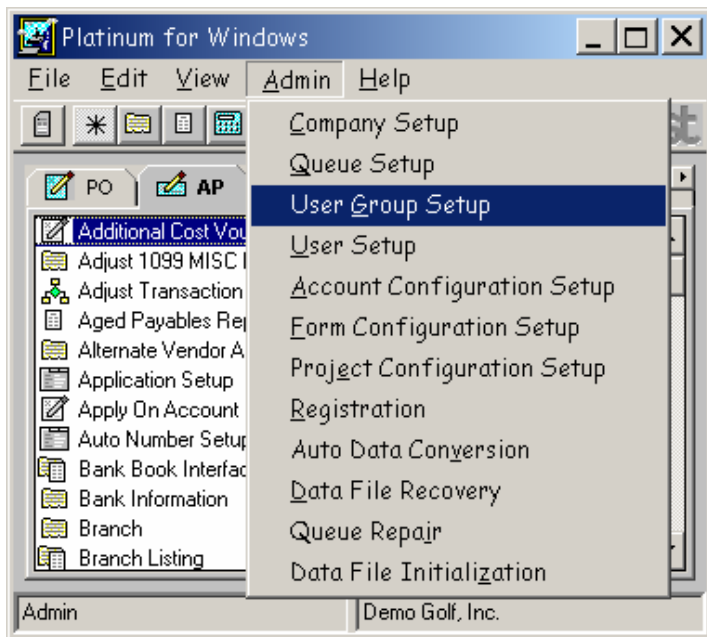 Platinum for Windows
File Edit View Admin Help
st
PO AP
Company Setup
Queue Setup
User Group Setup
User Setup
Account Configuration Setup
Form Configuration Setup
Project Configuration Setup
Registration
Auto Data Conversion
Data File Recovery
Queue Repair
Data File Initialization
Additional Cost Vou
Adjust 1099 MISC
Adjust Transaction
Aged Payables Rep
Alternate Vendor A
Application Setup
Apply On Account
Auto Number Setup
Bank Book Interfac
Bank Information
Branch
Branch Listing
Admin Demo Golf, Inc.